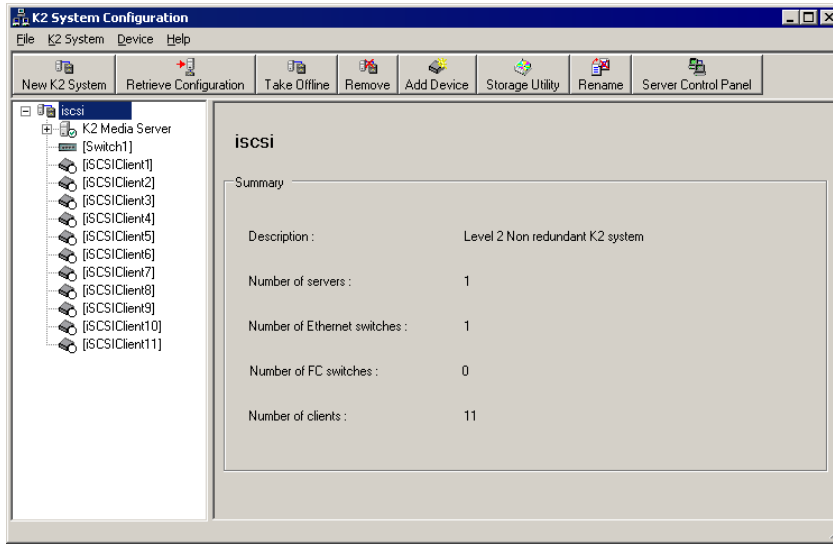 K2 System Configuration
File K2 System Device Help
New K2 System Retrieve Configuration Take Offline Remove Add Device Storage Utility Rename Server Control Panel
iscsi
K2 Media Server
[Switch1]
[iSCSIClient1]
[iSCSIClient2]
[iSCSIClient3]
[iSCSIClient4]
[iSCSIClient5]
[iSCSIClient6]
[iSCSIClient7]
[iSCSIClient8]
[iSCSIClient9]
[iSCSIClient10]
[iSCSIClient11]
iscsi
Summary
Description : Level 2 Non redundant K2 system
Number of servers : 1
Number of Ethernet switches : 1
Number of FC switches : 0
Number of clients : 11